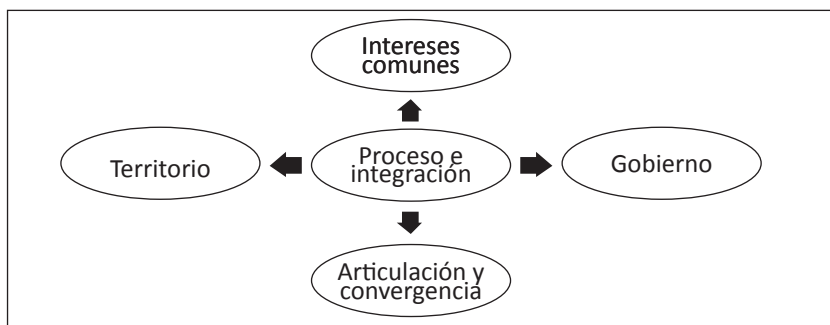 Intereses
comunes
Territorio
Proceso e
integración
Gobierno
Articulación y
convergencia